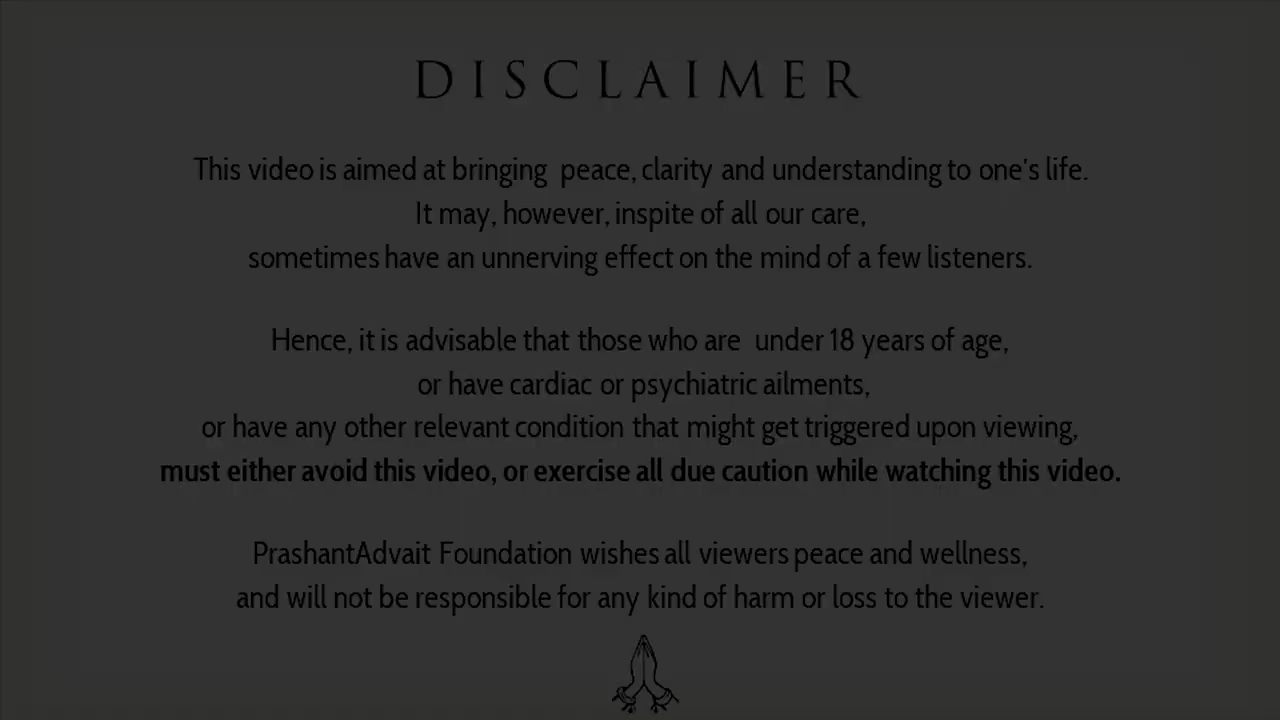 DISCLAIMER
This video is aimed at bringing peace, clarity and understanding to one's life.
It may, however, inspite of all our care,
sometimes have an unnerving effect on the mind of a few listeners.
Hence, it is advisable that those who are under 18 years of age,
or have cardiac or psychiatric ailments,
or have any other relevant condition that might get triggered upon viewing,
must either avoid this video, or exercise all due caution while watching this video.
PrashantAdvait Foundation wishes all viewers peace and wellness,
and will not be responsible for any kind of harm or loss to the viewer.